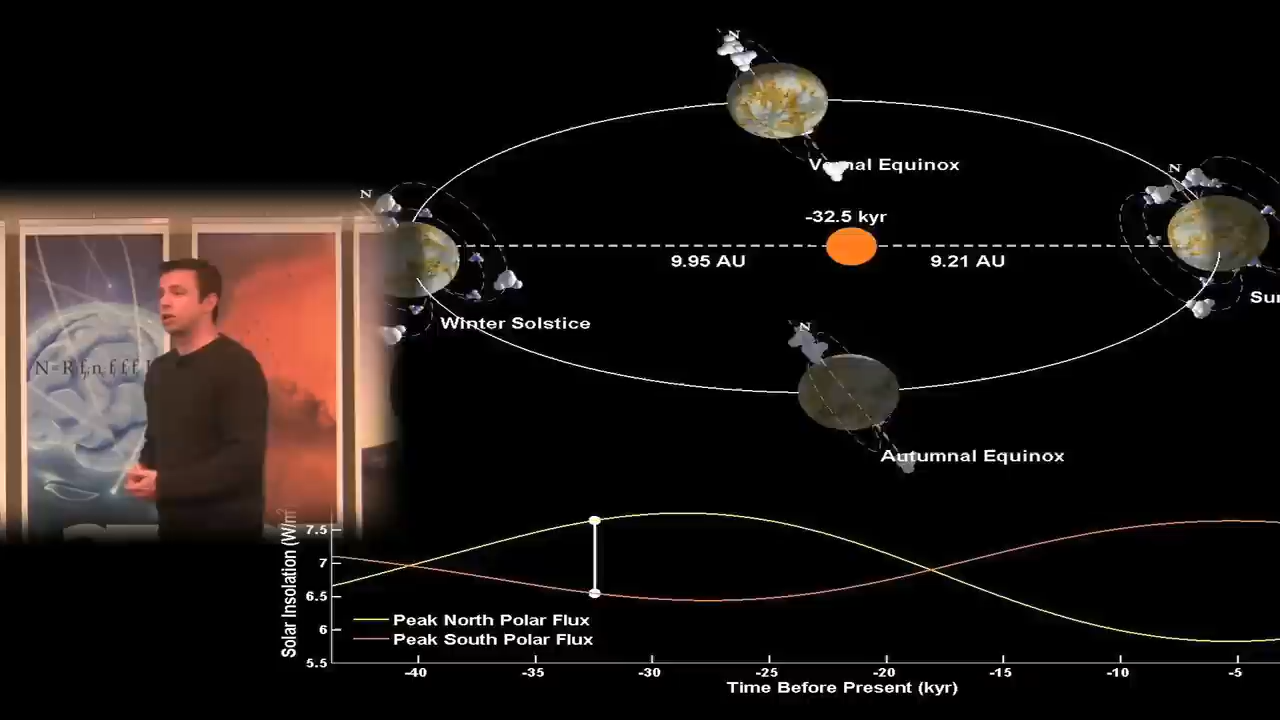 N
Vernal Equinox
N
-32.5 kyr
N
9.95 AU
9.21 AU
Winter Solstice
N
Autumnal Equinox
Solar Insolation (W/m²
7.5
7
6.5
6
5.5
Peak North Polar Flux
Peak South Polar Flux
-40
-35
-30
-25
-20
-15
-10
-5
Time Before Present (kyr)